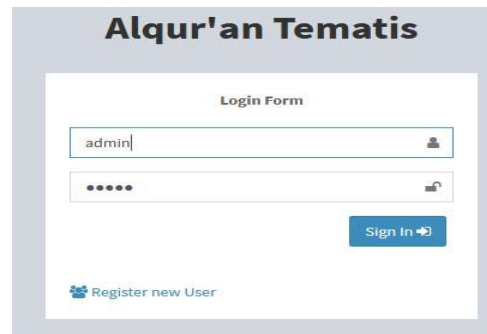 Alqur'an Tematis
Login Form
admin
•••••
Sign In
Register new User